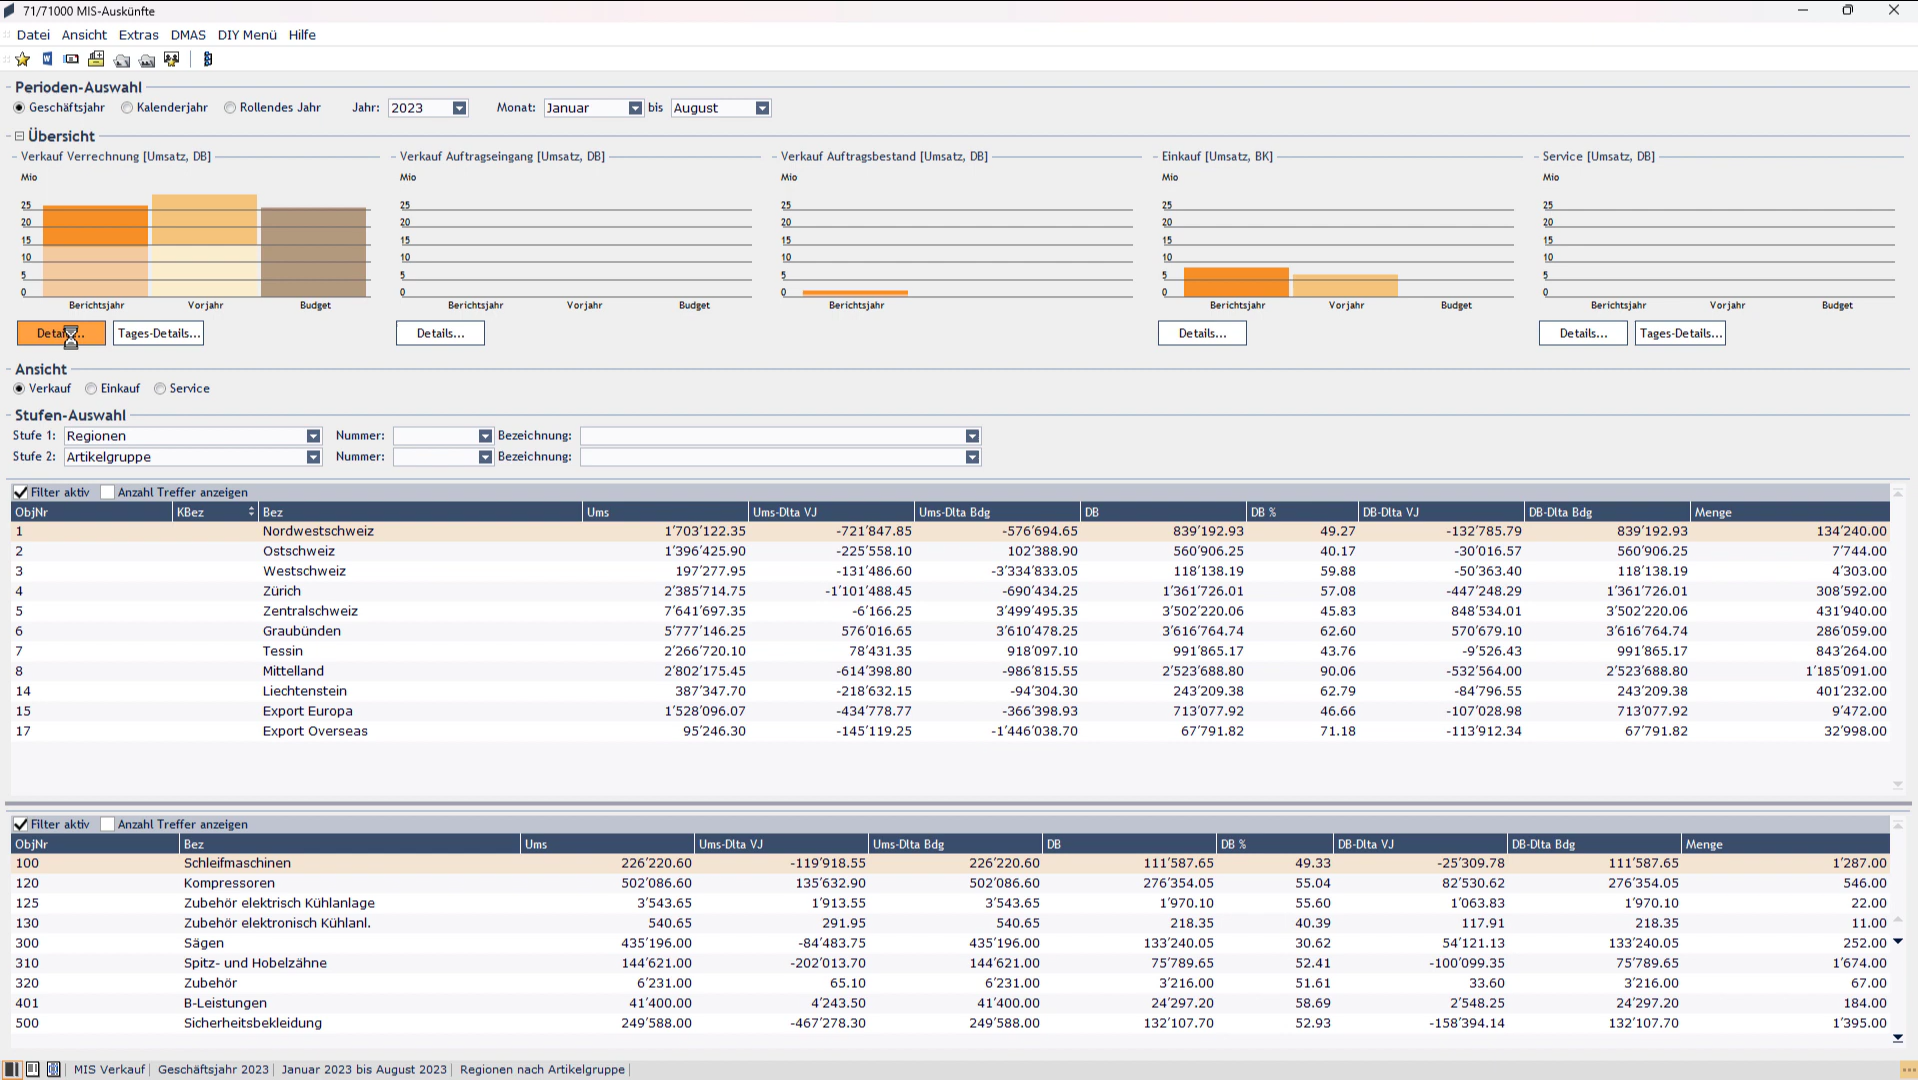 71/71000 MIS-Auskünfte
Datei Ansicht Extras DMAS DIY Menü Hilfe
Perioden-Auswahl
Geschäftsjahr Kalenderjahr Rollendes Jahr Jahr: 2023 Monat: Januar bis August
Übersicht
Verkauf Verrechnung [Umsatz, DB] Verkauf Auftragseingang [Umsatz, DB] Verkauf Auftragsbestand [Umsatz, DB] Einkauf [Umsatz, BK] Service [Umsatz, DB]
Mio Mio Mio Mio Mio
25 25 25 25 25
20 20 20 20 20
15 15 15 15 15
10 10 10 10 10
5 5 5 5 5
0 0 0 0 0
Berichtsjahr Vorjahr Budget Berichtsjahr Vorjahr Budget Berichtsjahr Berichtsjahr Vorjahr Budget Berichtsjahr Vorjahr Budget
Tages-Details... Details... Details... Details... Tages-Details...
Ansicht
Verkauf Einkauf Service
Stufen-Auswahl
Stufe 1: Regionen Nummer: Bezeichnung:
Stufe 2: Artikelgruppe Nummer: Bezeichnung:
Filter aktiv Anzahl Treffer anzeigen
ObjNr KBez Bez Ums Ums-Dlta VJ Ums-Dlta Bdg DB DB % DB-Dlta VJ DB-Dlta Bdg Menge
1 Nordwestschweiz 1'703'122.35 -721'847.85 -576'694.65 839'192.93 49.27 -132'785.79 839'192.93 134'240.00
2 Ostschweiz 1'396'425.90 -225'558.10 102'388.90 560'906.25 40.17 -30'016.57 560'906.25 7'744.00
3 Westschweiz 197'277.95 -131'486.60 -3'334'833.05 118'138.19 59.88 -50'363.40 118'138.19 4'303.00
4 Zürich 2'385'714.75 -1'101'488.45 -690'434.25 1'361'726.01 57.08 -447'248.29 1'361'726.01 308'592.00
5 Zentralschweiz 7'641'697.35 -6'166.25 3'499'495.35 3'502'220.06 45.83 848'534.01 3'502'220.06 431'940.00
6 Graubünden 5'777'146.25 576'016.65 3'610'478.25 3'616'764.74 62.60 570'679.10 3'616'764.74 286'059.00
7 Tessin 2'266'720.10 78'431.35 918'097.10 991'865.17 43.76 -9'526.43 991'865.17 843'264.00
8 Mittelland 2'802'175.45 -614'398.80 -986'815.55 2'523'688.80 90.06 -532'564.00 2'523'688.80 1'185'091.00
14 Liechtenstein 387'347.70 -218'632.15 -94'304.30 243'209.38 62.79 -84'796.55 243'209.38 401'232.00
15 Export Europa 1'528'096.07 -434'778.77 -366'398.93 713'077.92 46.66 -107'028.98 713'077.92 9'472.00
17 Export Overseas 95'246.30 -145'119.25 -1'446'038.70 67'791.82 71.18 -113'912.34 67'791.82 32'998.00
Filter aktiv Anzahl Treffer anzeigen
ObjNr Bez Ums Ums-Dlta VJ Ums-Dlta Bdg DB DB % DB-Dlta VJ DB-Dlta Bdg Menge
100 Schleifmaschinen 226'220.60 -119'918.55 226'220.60 111'587.65 49.33 -25'309.78 111'587.65 1'287.00
120 Kompressoren 502'086.60 135'632.90 502'086.60 276'354.05 55.04 82'530.62 276'354.05 546.00
125 Zubehör elektrisch Kühlanlage 3'543.65 1'913.55 3'543.65 1'970.10 55.60 1'063.83 1'970.10 22.00
130 Zubehör elektronisch Kühlanl. 540.65 291.95 540.65 218.35 40.39 117.91 218.35 11.00
300 Sägen 435'196.00 -84'483.75 435'196.00 133'240.05 30.62 54'121.13 133'240.05 252.00
310 Spitz- und Hobelzähne 144'621.00 -202'013.70 144'621.00 75'789.65 52.41 -100'099.35 75'789.65 1'674.00
320 Zubehör 6'231.00 65.10 6'231.00 3'216.00 51.61 33.60 3'216.00 67.00
401 B-Leistungen 41'400.00 4'243.50 41'400.00 24'297.20 58.69 2'548.25 24'297.20 184.00
500 Sicherheitsbekleidung 249'588.00 -467'278.30 249'588.00 132'107.70 52.93 -158'394.14 132'107.70 1'395.00
MIS Verkauf Geschäftsjahr 2023 Januar 2023 bis August 2023 Regionen nach Artikelgruppe